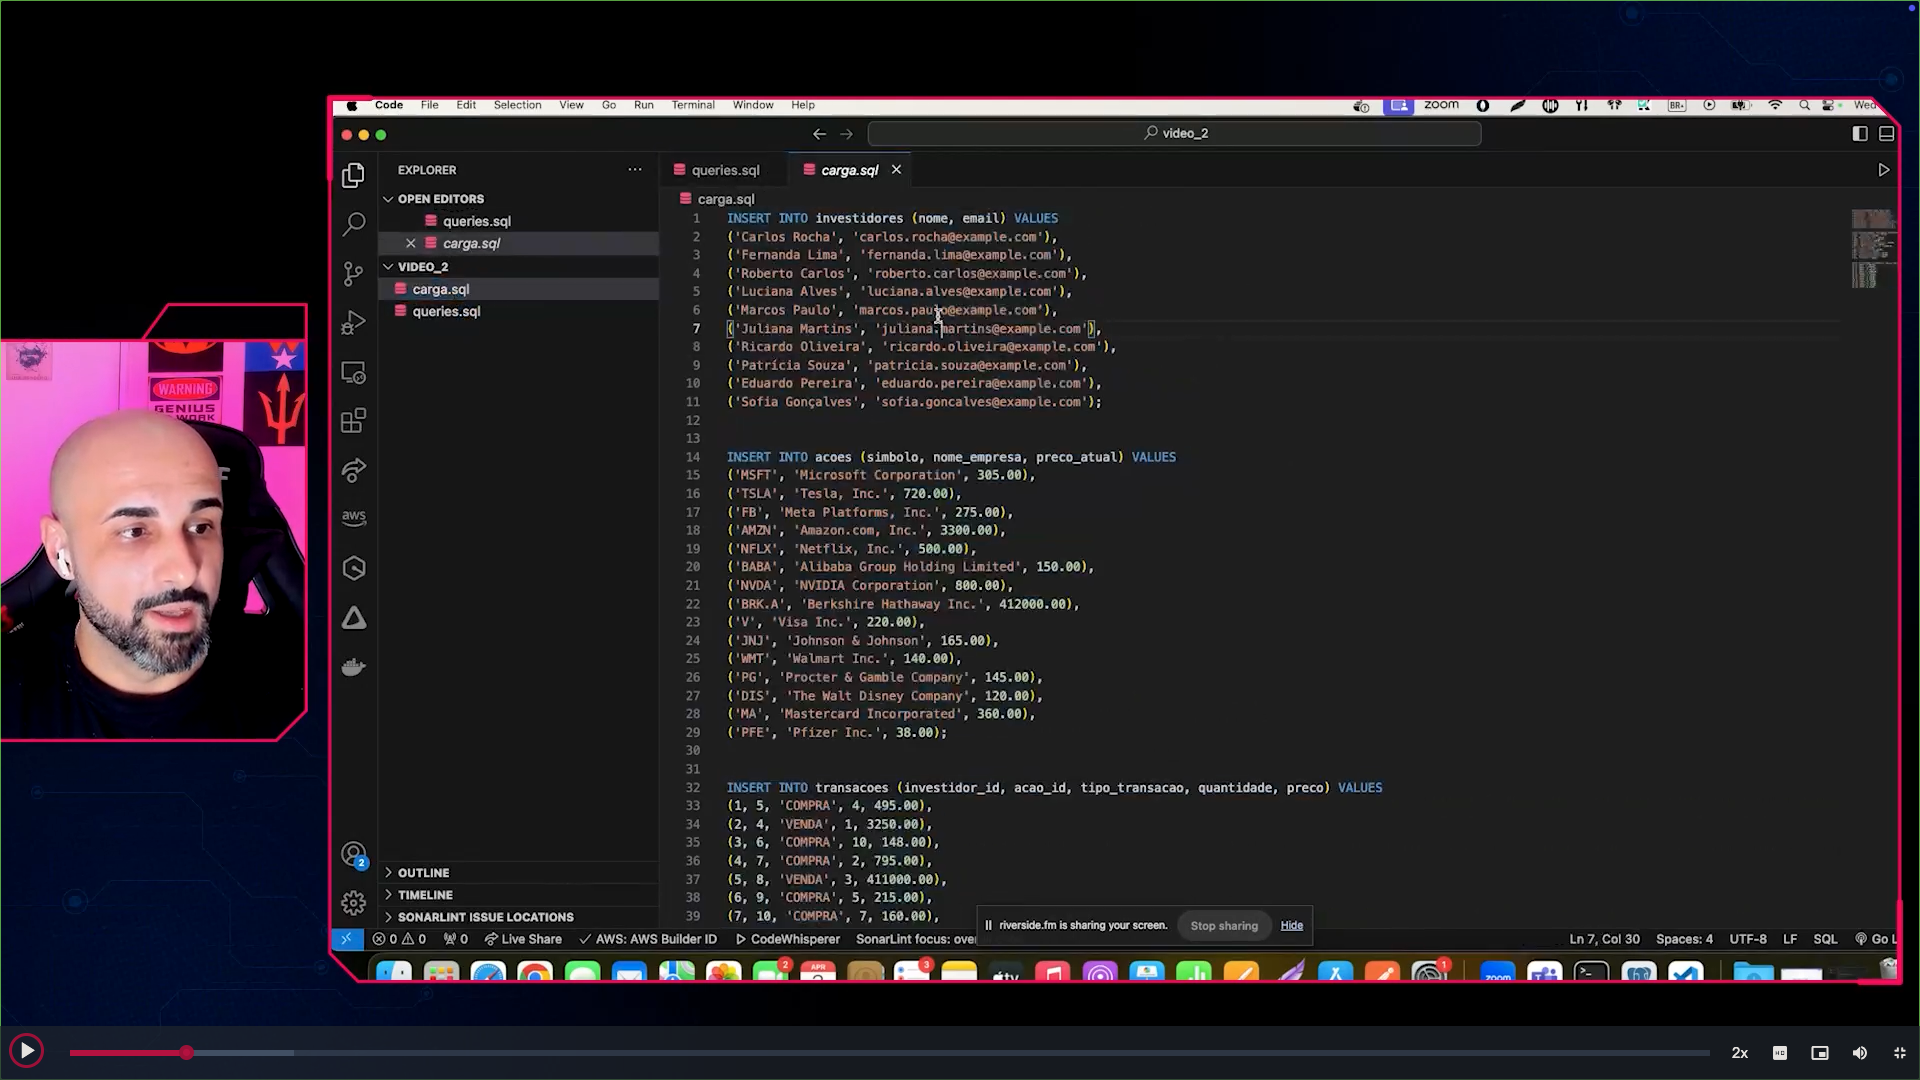 Code File Edit Selection View Go Run Terminal Window Help
zoom
BR
Wed
video_2
EXPLORER
OPEN EDITORS
queries.sql
carga.sql
VIDEO_2
carga.sql
queries.sql
OUTLINE
TIMELINE
SONARLINT ISSUE LOCATIONS
aws
2
WARNING
GENIUS
queries.sql
carga.sql
carga.sql
1 INSERT INTO investidores (nome, email) VALUES
2 ('Carlos Rocha', 'carlos.rocha@example.com'),
3 ('Fernanda Lima', 'fernanda.lima@example.com'),
4 ('Roberto Carlos', 'roberto.carlos@example.com'),
5 ('Luciana Alves', 'luciana.alves@example.com'),
6 ('Marcos Paulo', 'marcos.paulo@example.com'),
7 ('Juliana Martins', 'juliana.martins@example.com'),
8 ('Ricardo Oliveira', 'ricardo.oliveira@example.com'),
9 ('Patrícia Souza', 'patricia.souza@example.com'),
10 ('Eduardo Pereira', 'eduardo.pereira@example.com'),
11 ('Sofia Gonçalves', 'sofia.goncalves@example.com');
12
13
14 INSERT INTO acoes (simbolo, nome_empresa, preco_atual) VALUES
15 ('MSFT', 'Microsoft Corporation', 305.00),
16 ('TSLA', 'Tesla, Inc.', 720.00),
17 ('FB', 'Meta Platforms, Inc.', 275.00),
18 ('AMZN', 'Amazon.com, Inc.', 3300.00),
19 ('NFLX', 'Netflix, Inc.', 500.00),
20 ('BABA', 'Alibaba Group Holding Limited', 150.00),
21 ('NVDA', 'NVIDIA Corporation', 800.00),
22 ('BRK.A', 'Berkshire Hathaway Inc.', 412000.00),
23 ('V', 'Visa Inc.', 220.00),
24 ('JNJ', 'Johnson & Johnson', 165.00),
25 ('WMT', 'Walmart Inc.', 140.00),
26 ('PG', 'Procter & Gamble Company', 145.00),
27 ('DIS', 'The Walt Disney Company', 120.00),
28 ('MA', 'Mastercard Incorporated', 360.00),
29 ('PFE', 'Pfizer Inc.', 38.00);
30
31
32 INSERT INTO transacoes (investidor_id, acao_id, tipo_transacao, quantidade, preco) VALUES
33 (1, 5, 'COMPRA', 4, 495.00),
34 (2, 4, 'VENDA', 1, 3250.00),
35 (3, 6, 'COMPRA', 10, 148.00),
36 (4, 7, 'COMPRA', 2, 795.00),
37 (5, 8, 'VENDA', 3, 411000.00),
38 (6, 9, 'COMPRA', 5, 215.00),
39 (7, 10, 'COMPRA', 7, 160.00),
riverside.fm is sharing your screen. Stop sharing Hide
0 0 0 Live Share AWS: AWS Builder ID CodeWhisperer SonarLint focus: over
Ln 7, Col 30 Spaces: 4 UTF-8 LF SQL Go L
2 APR 3 tv 1 zoom
2x